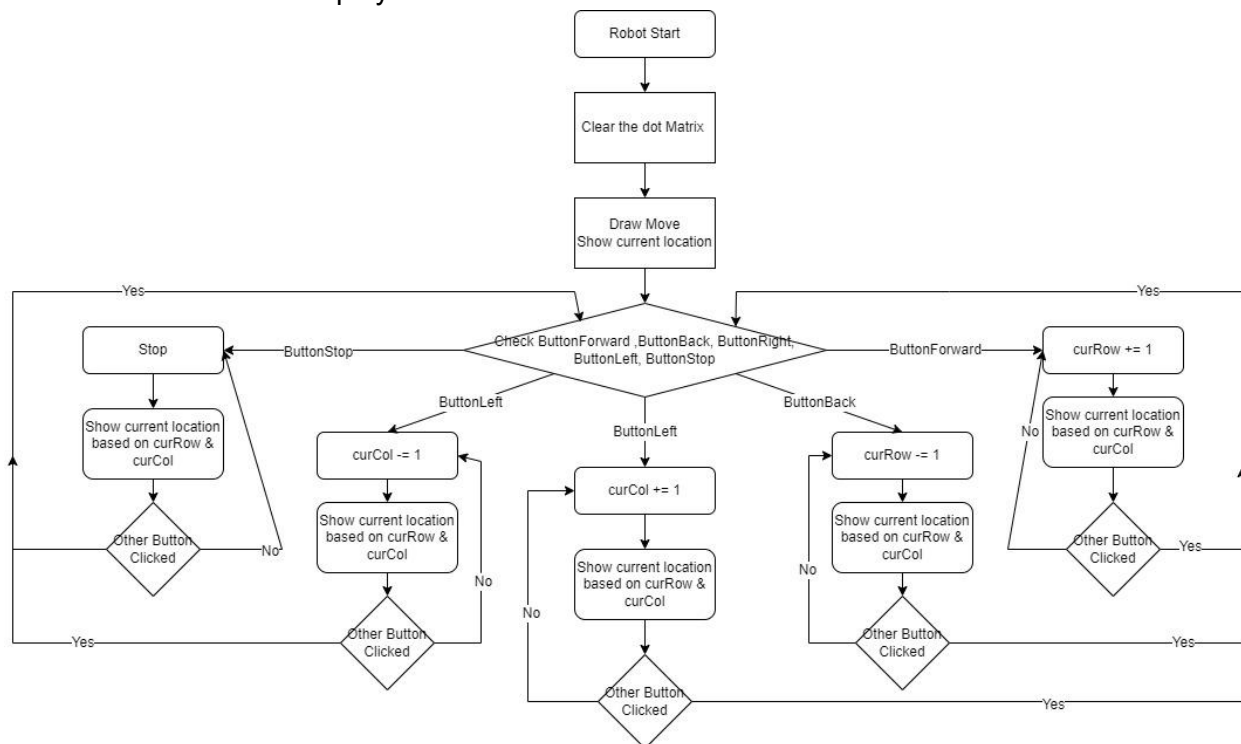 Robot Start
Clear the dot Matrix
Draw Move
Show current location
Yes
Yes
Check ButtonForward ,ButtonBack, ButtonRight,
ButtonLeft, ButtonStop
ButtonStop
ButtonForward
Stop
Show current location
based on curRow &
curCol
Other Button
Clicked
No
ButtonLeft
curCol -= 1
Show current location
based on curRow &
curCol
Other Button
Clicked
No
Yes
ButtonLeft
curCol += 1
Show current location
based on curRow &
curCol
Other Button
Clicked
No
Yes
ButtonBack
curRow -= 1
Show current location
based on curRow &
curCol
Other Button
Clicked
No
Yes
curRow += 1
Show current location
based on curRow &
curCol
Other Button
Clicked
No
Yes